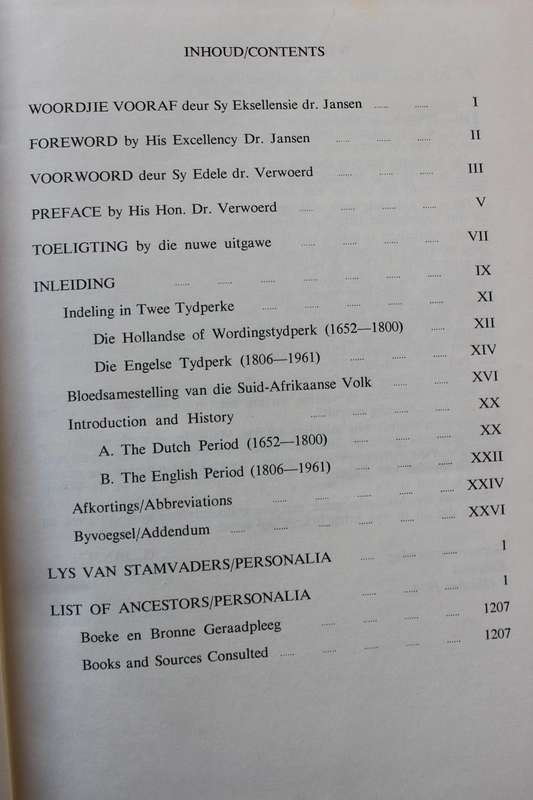 INHOUD/CONTENTS
WOORDJIE VOORAF deur Sy Eksellensie dr. Jansen ...... ...... I
FOREWORD by His Excellency Dr. Jansen ...... ...... ...... II
VOORWOORD deur Sy Edele dr. Verwoerd ...... ...... ...... III
PREFACE by His Hon. Dr. Verwoerd ...... ...... ...... ...... V
TOELIGTING by die nuwe uitgawe ...... ...... ...... ...... VII
INLEIDING ...... ...... ...... ...... ...... ...... ...... IX
Indeling in Twee Tydperke ...... ...... ...... ...... ...... XI
Die Hollandse of Wordingstydperk (1652—1800) ...... XII
Die Engelse Tydperk (1806—1961) ...... ...... ...... XIV
Bloedsamestelling van die Suid-Afrikaanse Volk ...... ...... XVI
Introduction and History ...... ...... ...... ...... XX
A. The Dutch Period (1652—1800) ...... ...... ...... XX
B. The English Period (1806—1961) ...... ...... ...... XXII
Afkortings/Abbreviations ...... ...... ...... ...... ...... XXIV
Byvoegsel/Addendum ...... ...... ...... ...... ...... ...... XXVI
LYS VAN STAMVADERS/PERSONALIA ...... ...... ...... 1
LIST OF ANCESTORS/PERSONALIA ...... ...... ...... 1
Boeke en Bronne Geraadpleeg ...... ...... ...... ...... 1207
Books and Sources Consulted ...... ...... ...... ...... ...... 1207